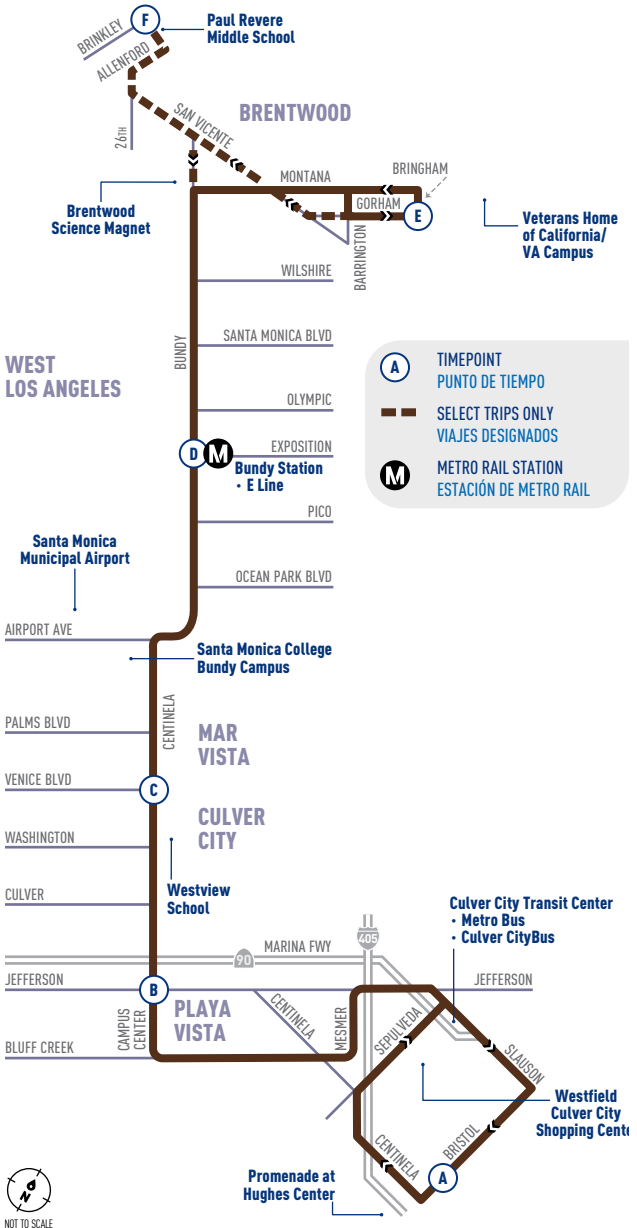 F
Paul Revere
Middle School
BRINKLEY
ALLENFORD
26TH
SAN VICENTE
BRENTWOOD
MONTANA
BRINGHAM
GORHAM
E
BARRINGTON
Brentwood
Science Magnet
Veterans Home
of California/
VA Campus
WILSHIRE
BUNDY
SANTA MONICA BLVD
WEST
LOS ANGELES
A
TIMEPOINT
PUNTO DE TIEMPO
SELECT TRIPS ONLY
VIAJES DESIGNADOS
M
METRO RAIL STATION
ESTACIÓN DE METRO RAIL
OLYMPIC
D
M
EXPOSITION
Bundy Station
• E Line
PICO
Santa Monica
Municipal Airport
OCEAN PARK BLVD
AIRPORT AVE
Santa Monica College
Bundy Campus
CENTINELA
PALMS BLVD
MAR
VISTA
VENICE BLVD
C
CULVER
CITY
WASHINGTON
CULVER
Westview
School
Culver City Transit Center
• Metro Bus
• Culver CityBus
405
MARINA FWY
90
JEFFERSON
B
JEFFERSON
PLAYA
VISTA
CAMPUS
CENTER
CENTINELA
MESMER
SEPULVEDA
SLAUSON
BLUFF CREEK
Westfield
Culver City
Shopping Cente
BRISTOL
CENTINELA
A
Promenade at
Hughes Center
N
NOT TO SCALE